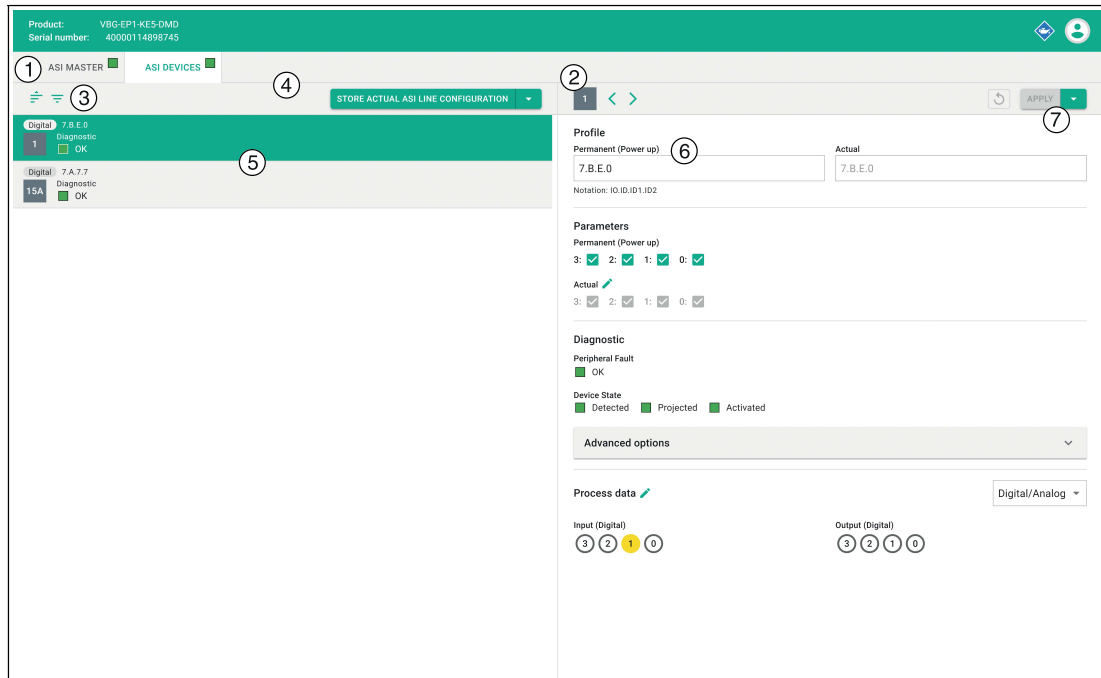 Product: VBG-EP1-KE5-DMD
Serial number: 40000114898745
1 ASI MASTER ASI DEVICES
3
4
STORE ACTUAL ASI LINE CONFIGURATION
Digital 7.B.E.0
1 Diagnostic
OK
5
Digital 7.A.7.7
15A Diagnostic
OK
2
1
APPLY
7
Profile
Permanent (Power up) 6 Actual
7.B.E.0 7.B.E.0
Notation: IO.ID.ID1.ID2
Parameters
Permanent (Power up)
3: 2: 1: 0:
Actual
3: 2: 1: 0:
Diagnostic
Peripheral Fault
OK
Device State
Detected Projected Activated
Advanced options
Process data Digital/Analog
Input (Digital) Output (Digital)
3 2 1 0 3 2 1 0